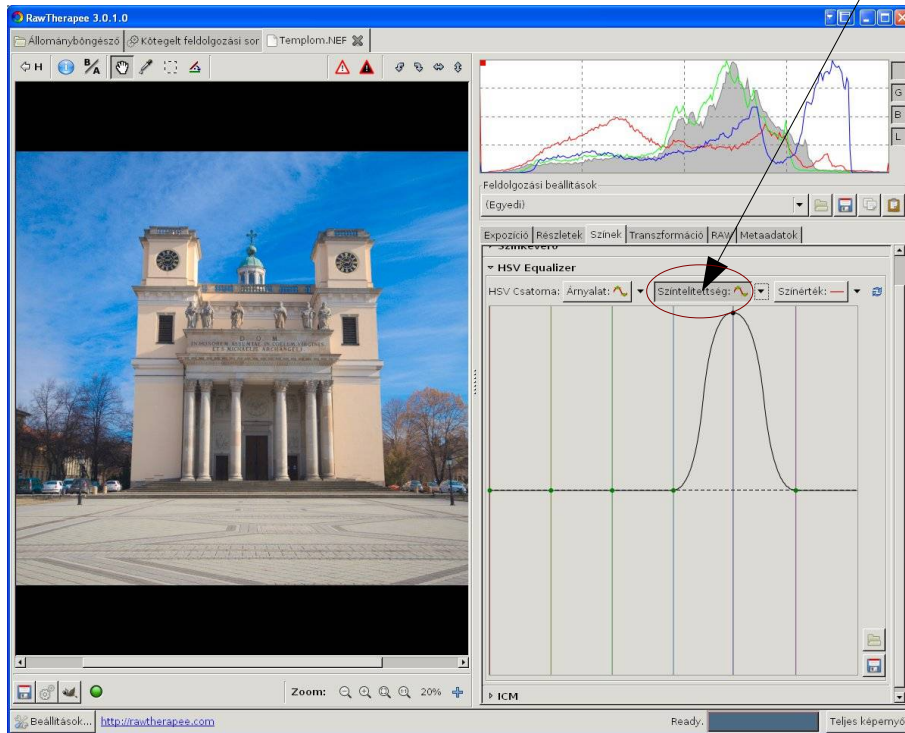 RawTherapee 3.0.1.0
Állományböngésző Kötegelt feldolgozási sor Templom.NEF
H B/A
G
B
L
Feldolgozási beállítások
(Egyedi)
Expozíció Részletek Színek Transzformáció RAW Metaadatok
Színkeverő
HSV Equalizer
HSV Csatorna: Árnyalat: Színtelítettség: Színérték:
D O M
ICM
Zoom: 20%
Beállítások... http://rawtherapee.com Ready. Teljes képernyő